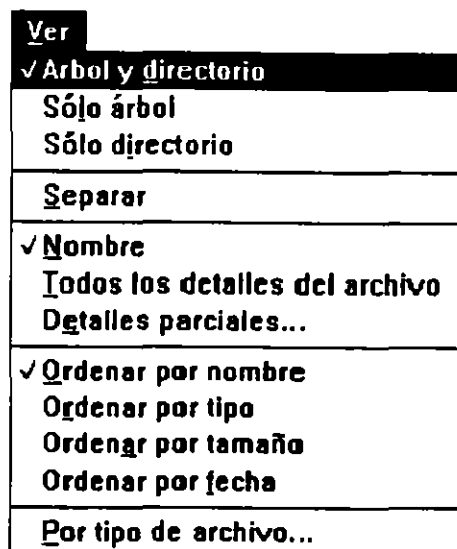 Ver
√ Arbol y directorio
Sólo árbol
Sólo directorio
Separar
√ Nombre
Todos los detalles del archivo
Detalles parciales...
√ Ordenar por nombre
Ordenar por tipo
Ordenar por tamaño
Ordenar por fecha
Por tipo de archivo...